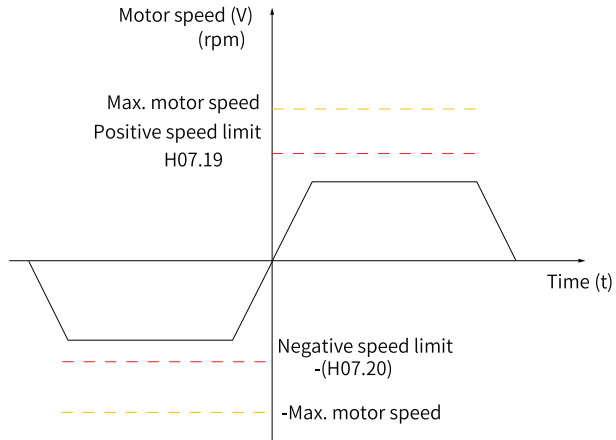 Motor speed (V)
(rpm)
Max. motor speed
Positive speed limit
H07.19
Time (t)
Negative speed limit
-(H07.20)
-Max. motor speed